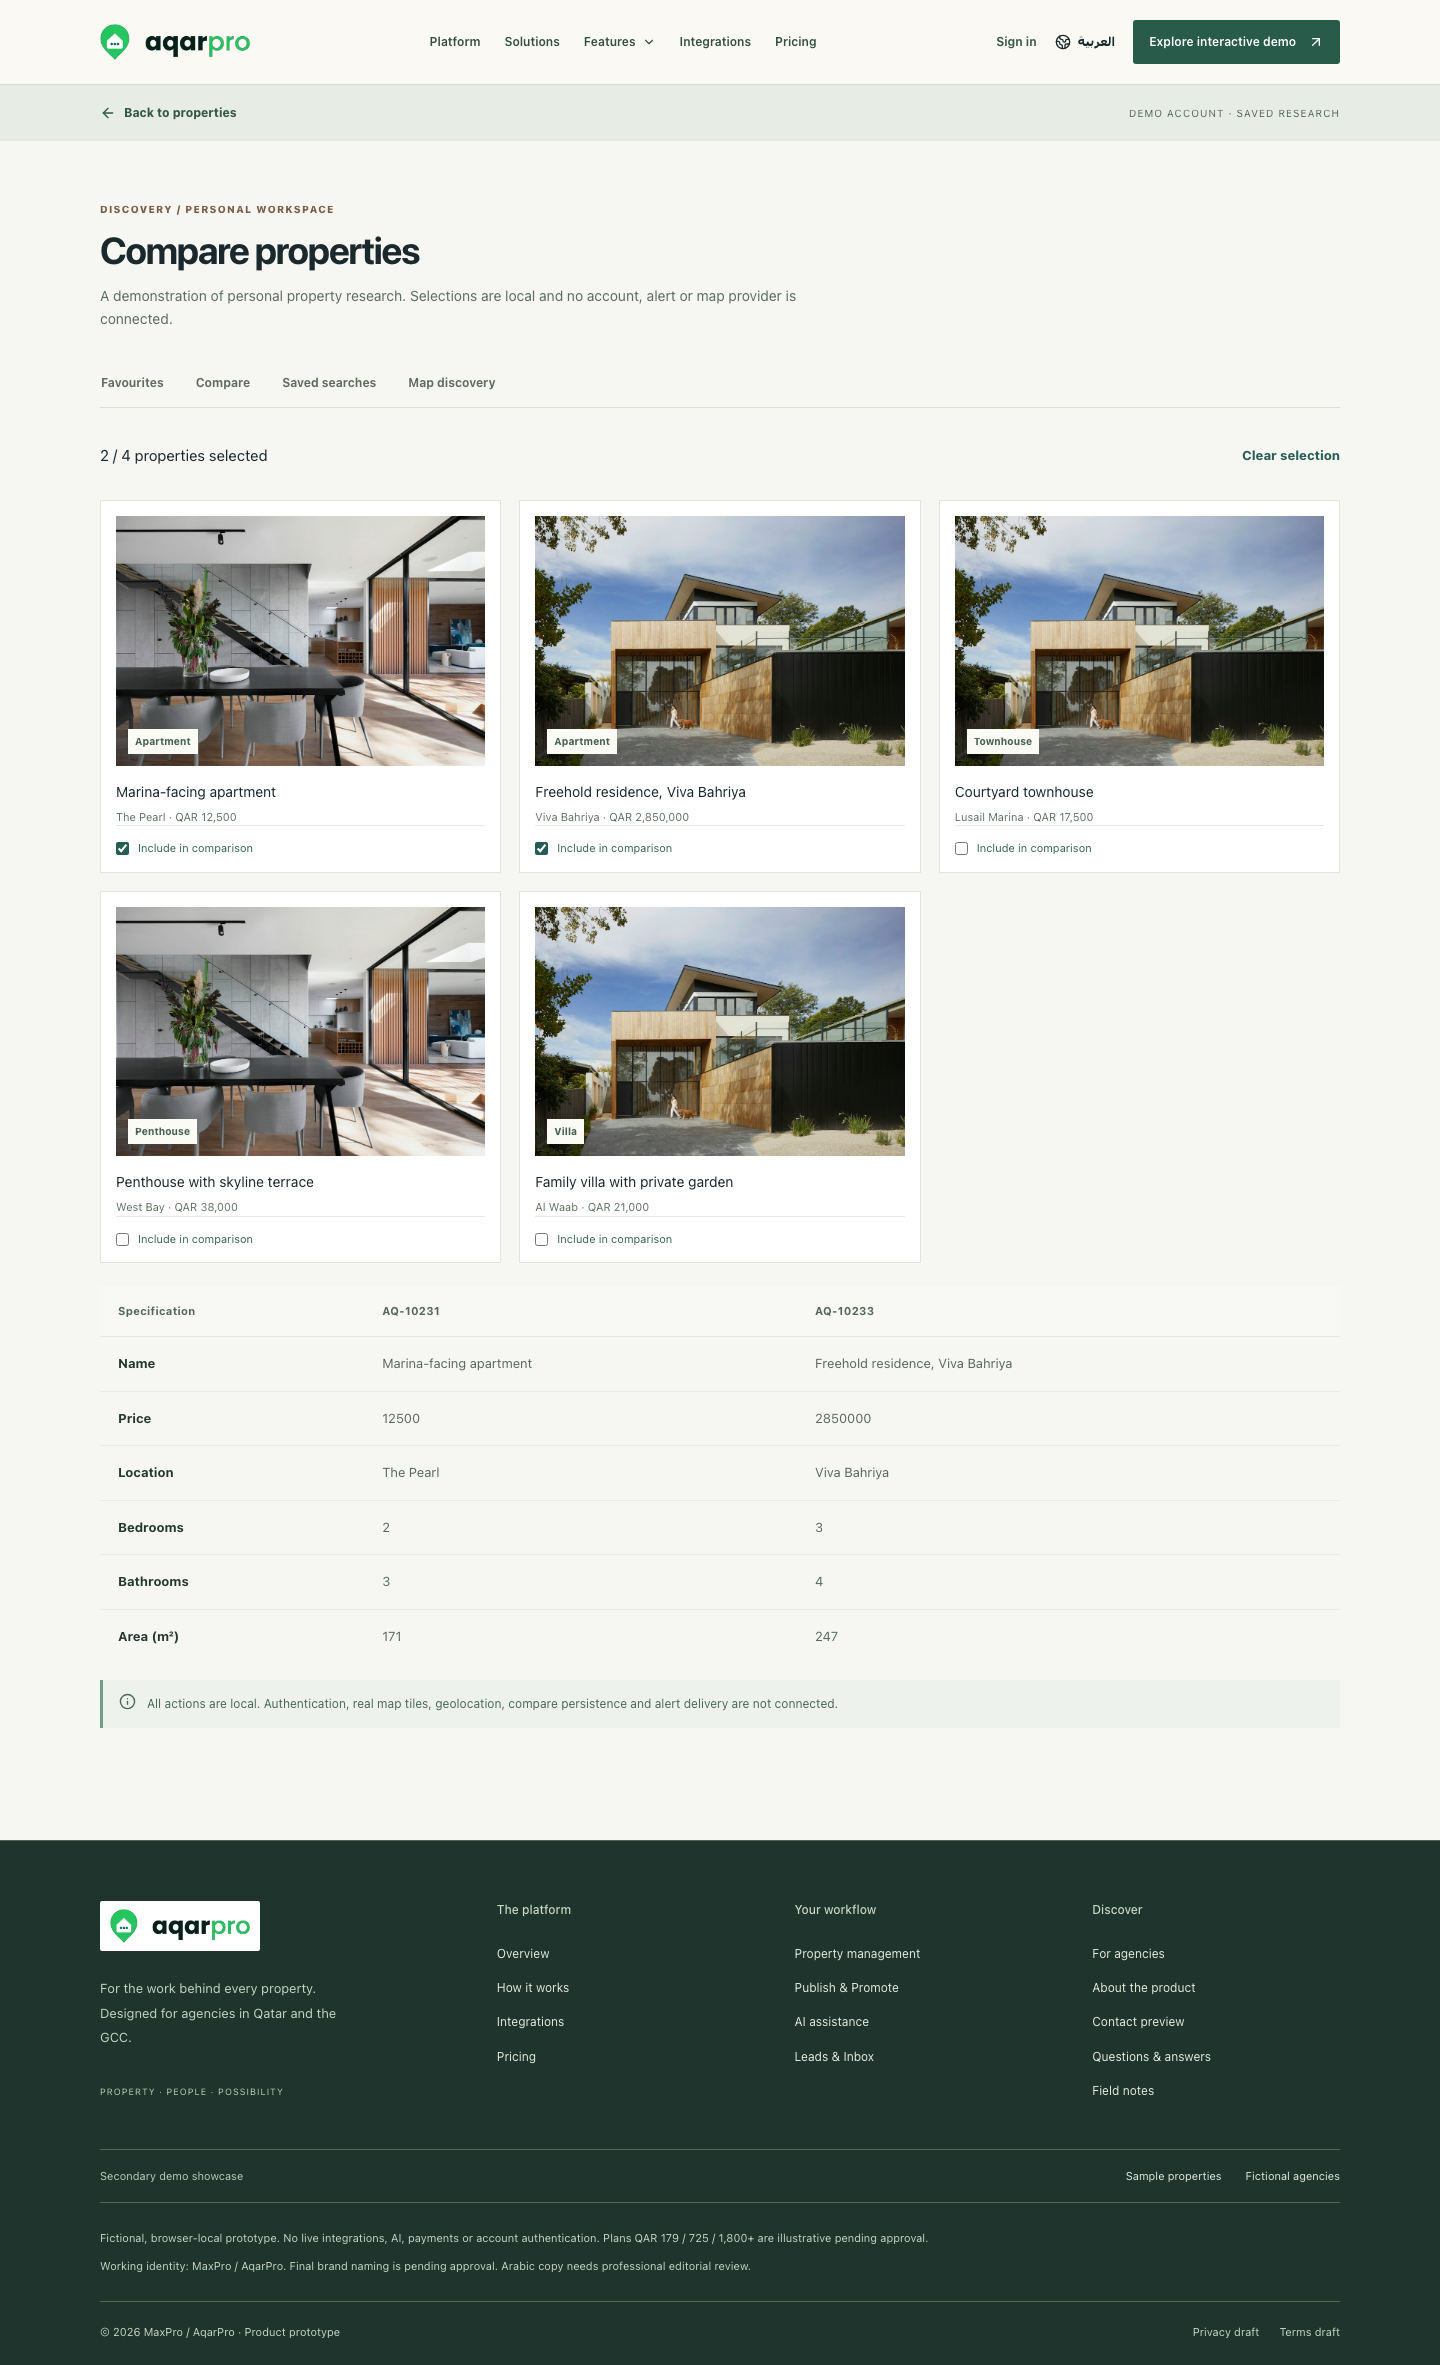 aqarpro
Platform
Solutions
Features
Integrations
Pricing
Sign in
العربية
Explore interactive demo
Back to properties
DEMO ACCOUNT · SAVED RESEARCH
DISCOVERY / PERSONAL WORKSPACE
Compare properties
A demonstration of personal property research. Selections are local and no account, alert or map provider is
connected.
Favourites
Compare
Saved searches
Map discovery
2 / 4 properties selected
Clear selection
Apartment
Marina-facing apartment
The Pearl · QAR 12,500
Include in comparison
Apartment
Freehold residence, Viva Bahriya
Viva Bahriya · QAR 2,850,000
Include in comparison
Townhouse
Courtyard townhouse
Lusail Marina · QAR 17,500
Include in comparison
Penthouse
Penthouse with skyline terrace
West Bay · QAR 38,000
Include in comparison
Villa
Family villa with private garden
Al Waab · QAR 21,000
Include in comparison
Specification AQ-10231 AQ-10233
Name Marina-facing apartment Freehold residence, Viva Bahriya
Price 12500 2850000
Location The Pearl Viva Bahriya
Bedrooms 2 3
Bathrooms 3 4
Area (m²) 171 247
All actions are local. Authentication, real map tiles, geolocation, compare persistence and alert delivery are not connected.
aqarpro
For the work behind every property.
Designed for agencies in Qatar and the
GCC.
PROPERTY · PEOPLE · POSSIBILITY
The platform
Overview
How it works
Integrations
Pricing
Your workflow
Property management
Publish & Promote
AI assistance
Leads & Inbox
Discover
For agencies
About the product
Contact preview
Questions & answers
Field notes
Secondary demo showcase
Sample properties
Fictional agencies
Fictional, browser-local prototype. No live integrations, AI, payments or account authentication. Plans QAR 179 / 725 / 1,800+ are illustrative pending approval.
Working identity: MaxPro / AqarPro. Final brand naming is pending approval. Arabic copy needs professional editorial review.
© 2026 MaxPro / AqarPro · Product prototype
Privacy draft
Terms draft